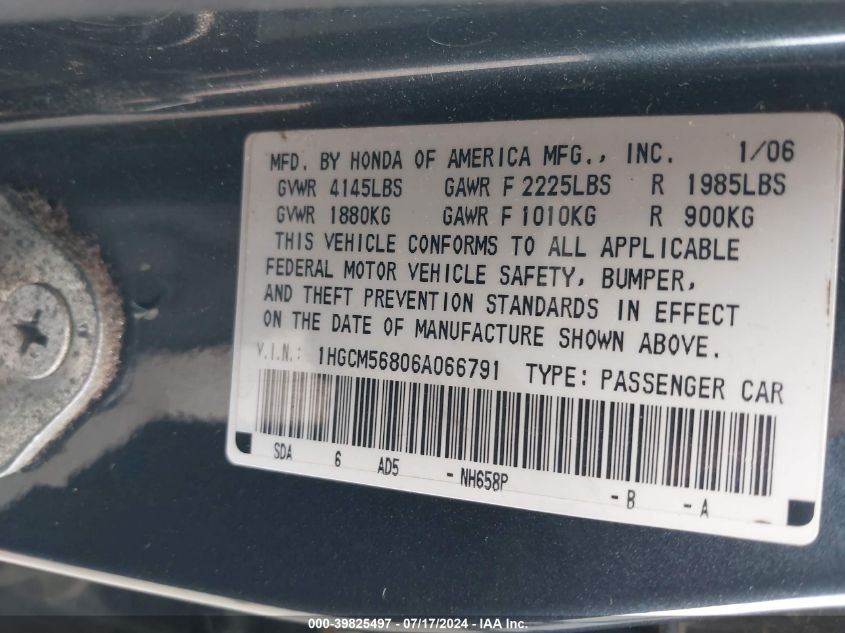 MFD. BY HONDA OF AMERICA MFG., INC. 1/06
GVWR 4145LBS GAWR F 2225LBS R 1985LBS
GVWR 1880KG GAWR F 1010KG R 900KG
THIS VEHICLE CONFORMS TO ALL APPLICABLE
FEDERAL MOTOR VEHICLE SAFETY, BUMPER,
AND THEFT PREVENTION STANDARDS IN EFFECT
ON THE DATE OF MANUFACTURE SHOWN ABOVE.
V.I.N.: 1HGCM56806A066791 TYPE: PASSENGER CAR
SDA 6 AD5 - NH658P - B - A
000-39825497 - 07/17/2024 - IAA Inc.